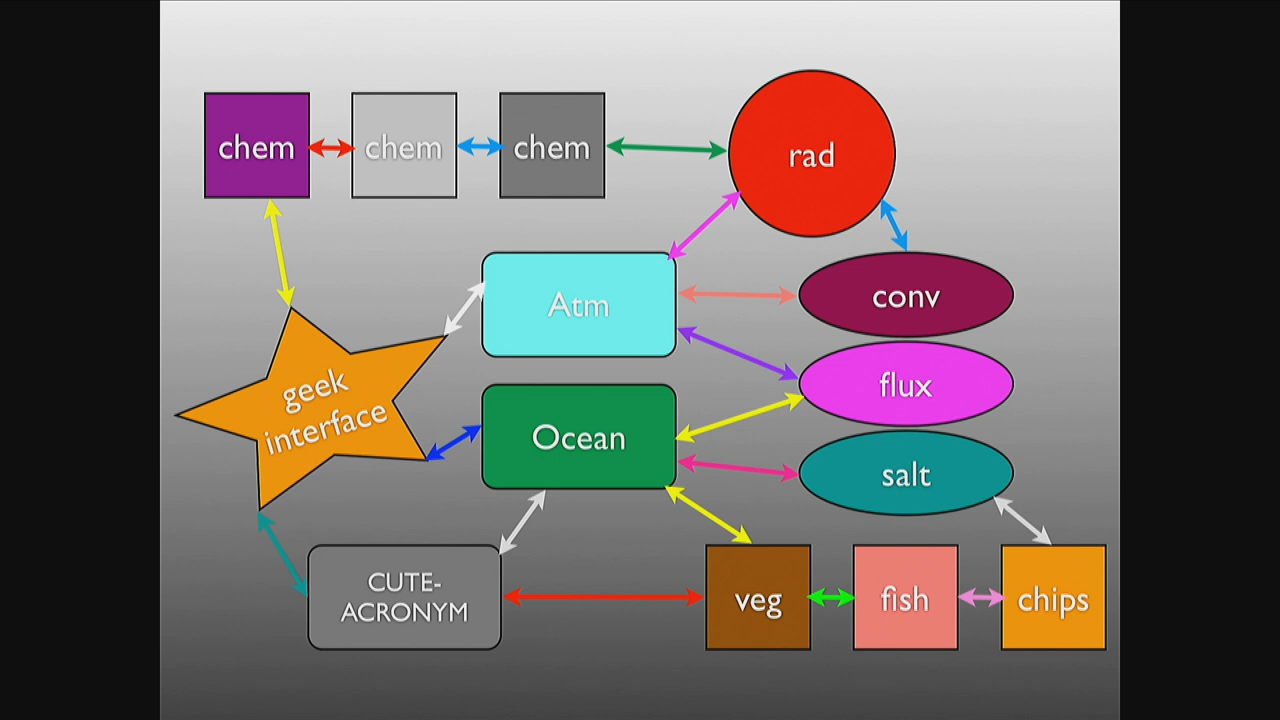 chem
chem
chem
rad
Atm
conv
geek
interface
flux
Ocean
salt
CUTE-
ACRONYM
veg
fish
chips